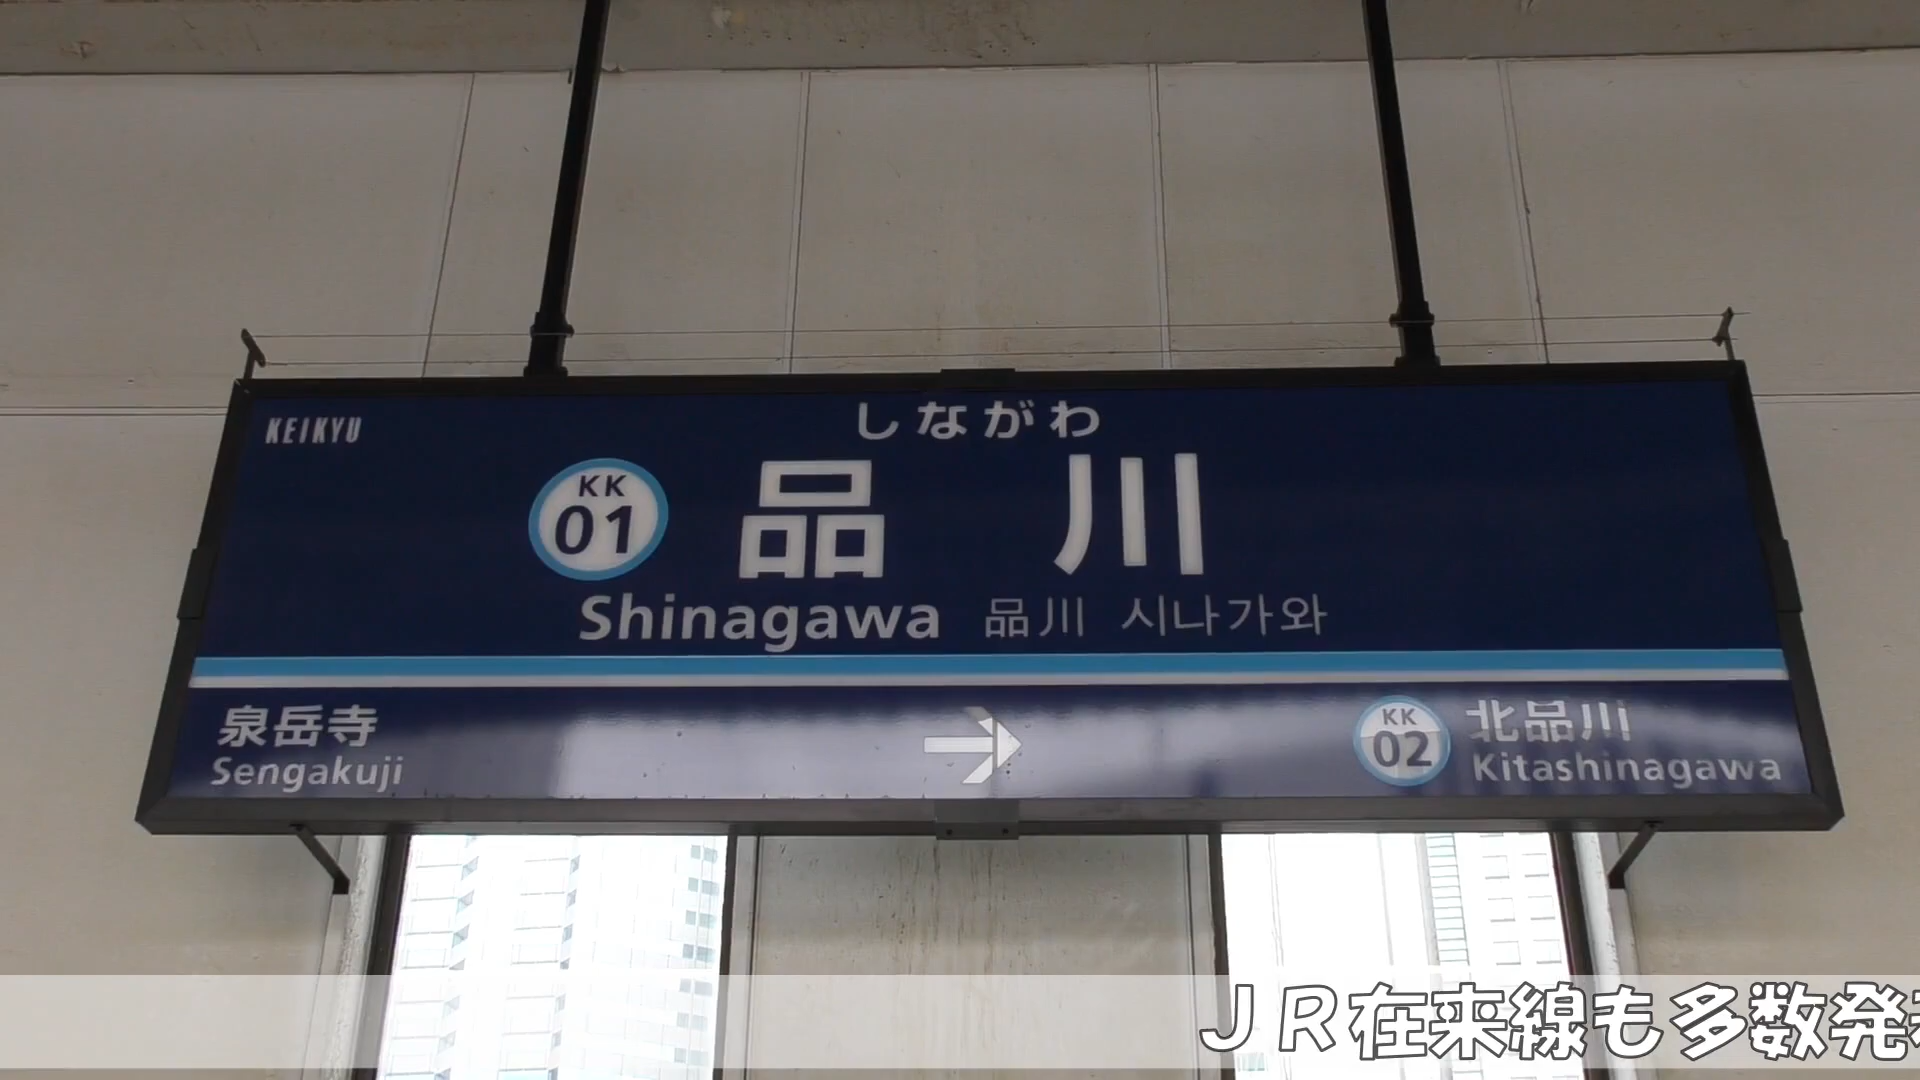 KEIKYU
しながわ
KK
01
品川
Shinagawa 品川 시나가와
泉岳寺
Sengakuji
→
KK
02
北品川
Kitashinagawa
JR在来線も多数発